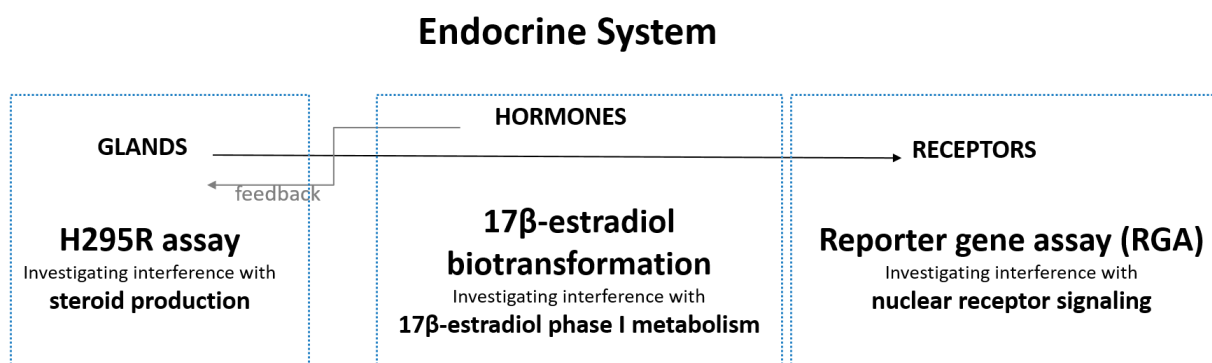 Endocrine System
GLANDS
HORMONES
RECEPTORS
feedback
H295R assay
Investigating interference with
steroid production
17β-estradiol
biotransformation
Investigating interference with
17β-estradiol phase I metabolism
Reporter gene assay (RGA)
Investigating interference with
nuclear receptor signaling